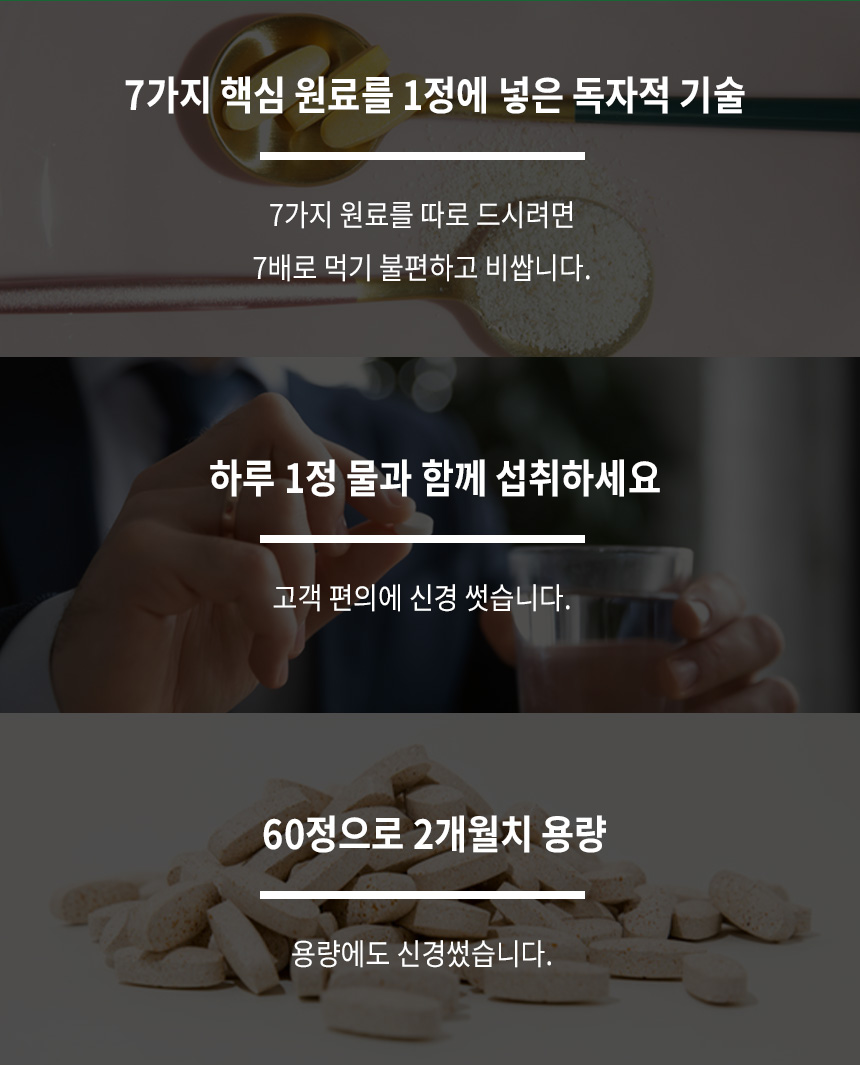 7가지 핵심 원료를 1정에 넣은 독자적 기술
7가지 원료를 따로 드시려면
7배로 먹기 불편하고 비쌉니다.
하루 1정 물과 함께 섭취하세요
고객 편의에 신경 썻습니다.
60정으로 2개월치 용량
용량에도 신경썼습니다.